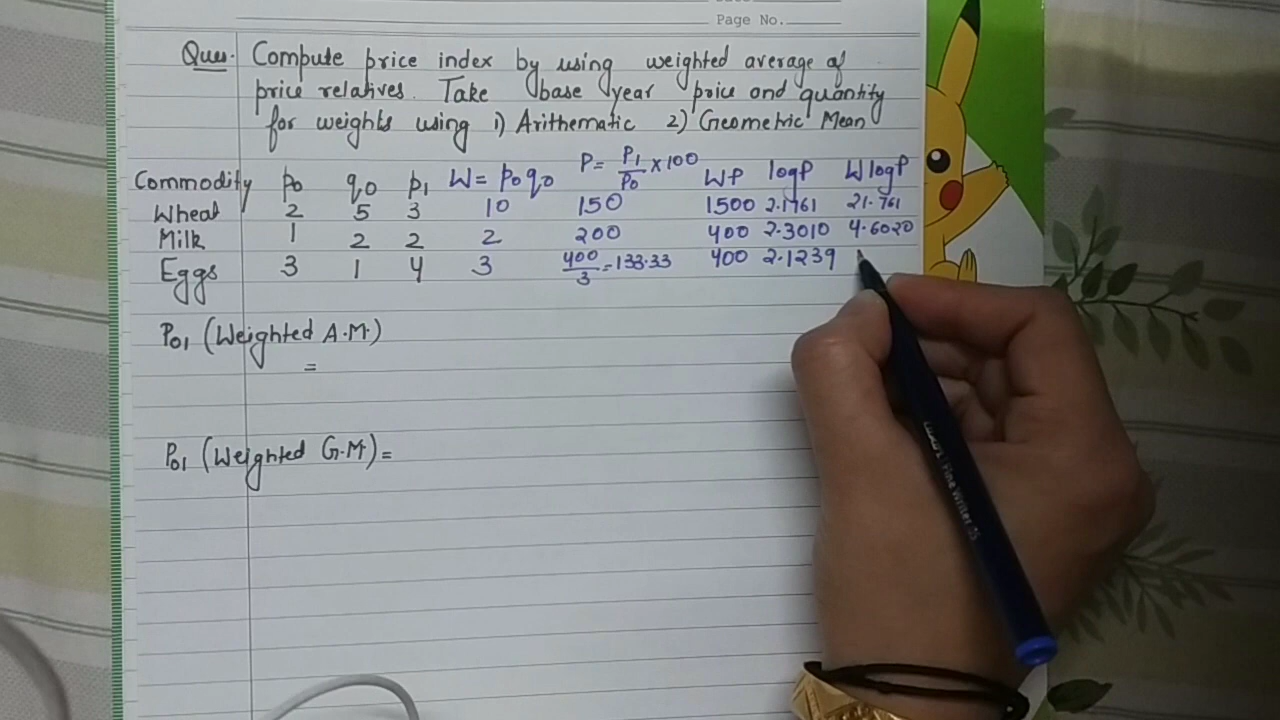 Page No.
Ques. Compute price index by using weighted average of
price relatives. Take base year price and quantity
for weights using 1) Arithematic 2) Geometric Mean
Commodity p0 q0 p1 W = p0 q0 P = P1/P0 × 100 WP logP W logP
Wheat 2 5 3 10 150 1500 2.1761 21.761
Milk 1 2 2 2 200 400 2.3010 4.6020
Eggs 3 1 4 3 400/3 = 133.33 400 2.1239
P01 (Weighted A.M.)
=
P01 (Weighted G.M) =